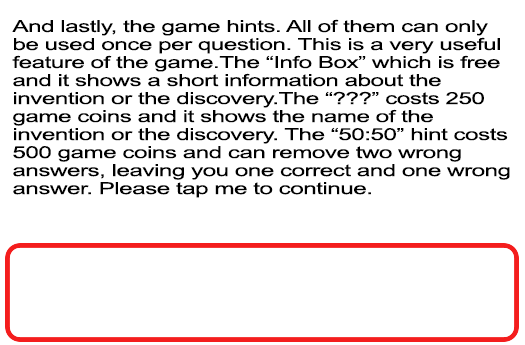 And lastly, the game hints. All of them can only
be used once per question. This is a very useful
feature of the game.The “Info Box” which is free
and it shows a short information about the
invention or the discovery.The “???” costs 250
game coins and it shows the name of the
invention or the discovery. The “50:50” hint costs
500 game coins and can remove two wrong
answers, leaving you one correct and one wrong
answer. Please tap me to continue.